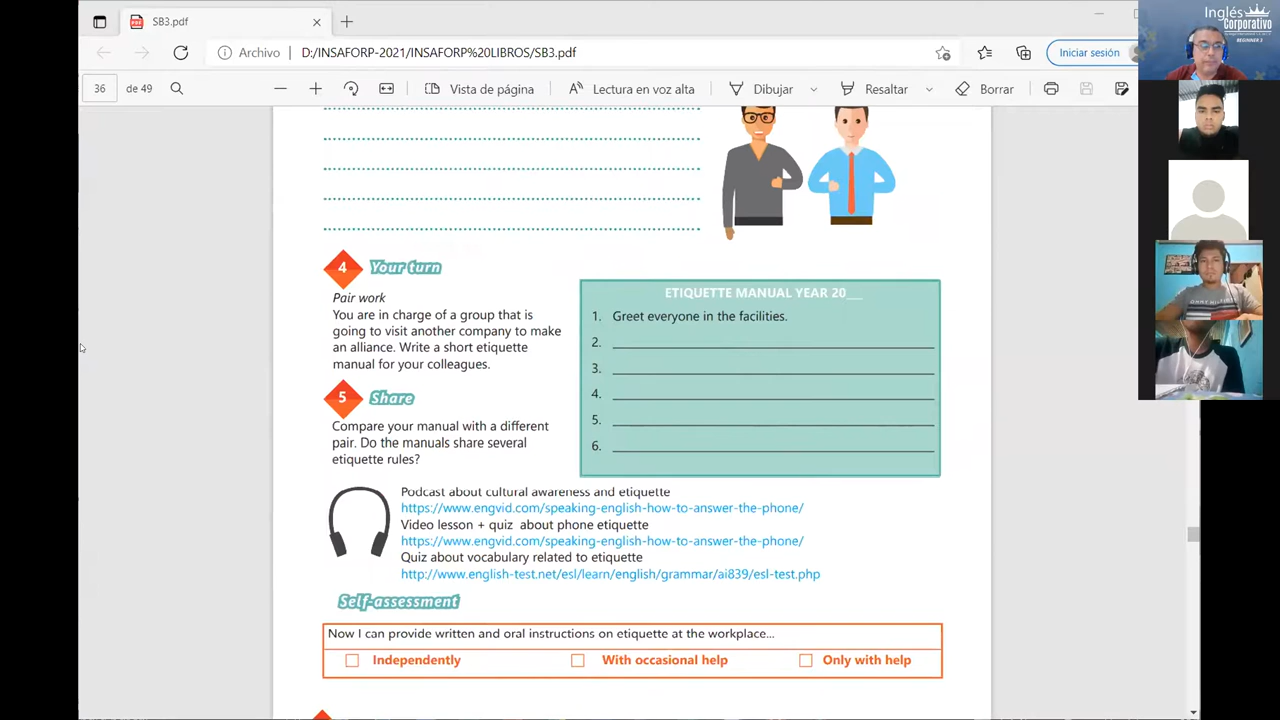 SB3.pdf
Archivo
D:/INSAFORP-2021/INSAFORP%20LIBROS/SB3.pdf
Iniciar sesión
36
de 49
Vista de página
Lectura en voz alta
Dibujar
Resaltar
Borrar
Inglés
Corporativo
BEGINNER 3
4
Your turn
Pair work
You are in charge of a group that is
going to visit another company to make
an alliance. Write a short etiquette
manual for your colleagues.
5
Share
Compare your manual with a different
pair. Do the manuals share several
etiquette rules?
ETIQUETTE MANUAL YEAR 20__
1. Greet everyone in the facilities.
2.
3.
4.
5.
6.
Podcast about cultural awareness and etiquette
https://www.engvid.com/speaking-english-how-to-answer-the-phone/
Video lesson + quiz about phone etiquette
https://www.engvid.com/speaking-english-how-to-answer-the-phone/
Quiz about vocabulary related to etiquette
http://www.english-test.net/esl/learn/english/grammar/ai839/esl-test.php
Self-assessment
Now I can provide written and oral instructions on etiquette at the workplace...
Independently
With occasional help
Only with help